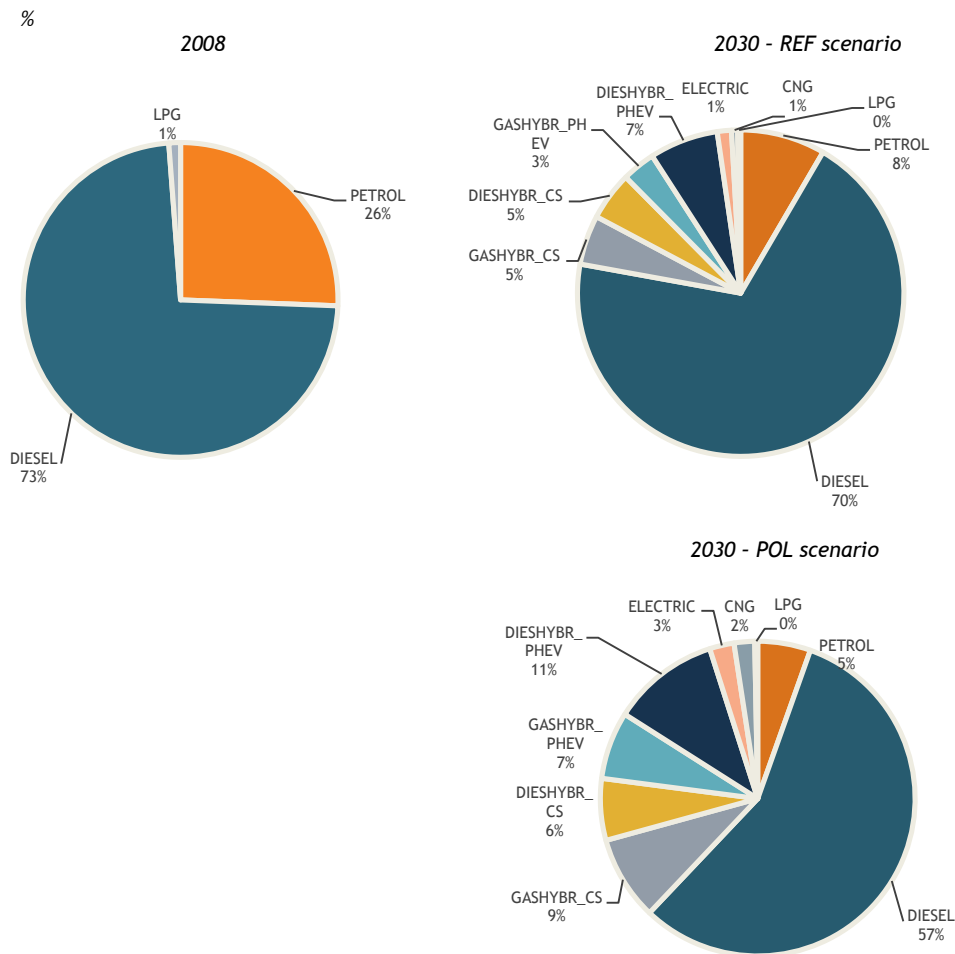 %
2008
2030 - REF scenario
LPG
1%
PETROL
26%
DIESEL
73%
GASHYBR_PH
EV
3%
DIESHYBR_
PHEV
7%
ELECTRIC
1%
CNG
1%
LPG
0%
PETROL
8%
DIESHYBR_CS
5%
GASHYBR_CS
5%
DIESEL
70%
2030 - POL scenario
DIESHYBR_
PHEV
11%
ELECTRIC
3%
CNG
2%
LPG
0%
PETROL
5%
GASHYBR_
PHEV
7%
DIESHYBR_
CS
6%
GASHYBR_CS
9%
DIESEL
57%